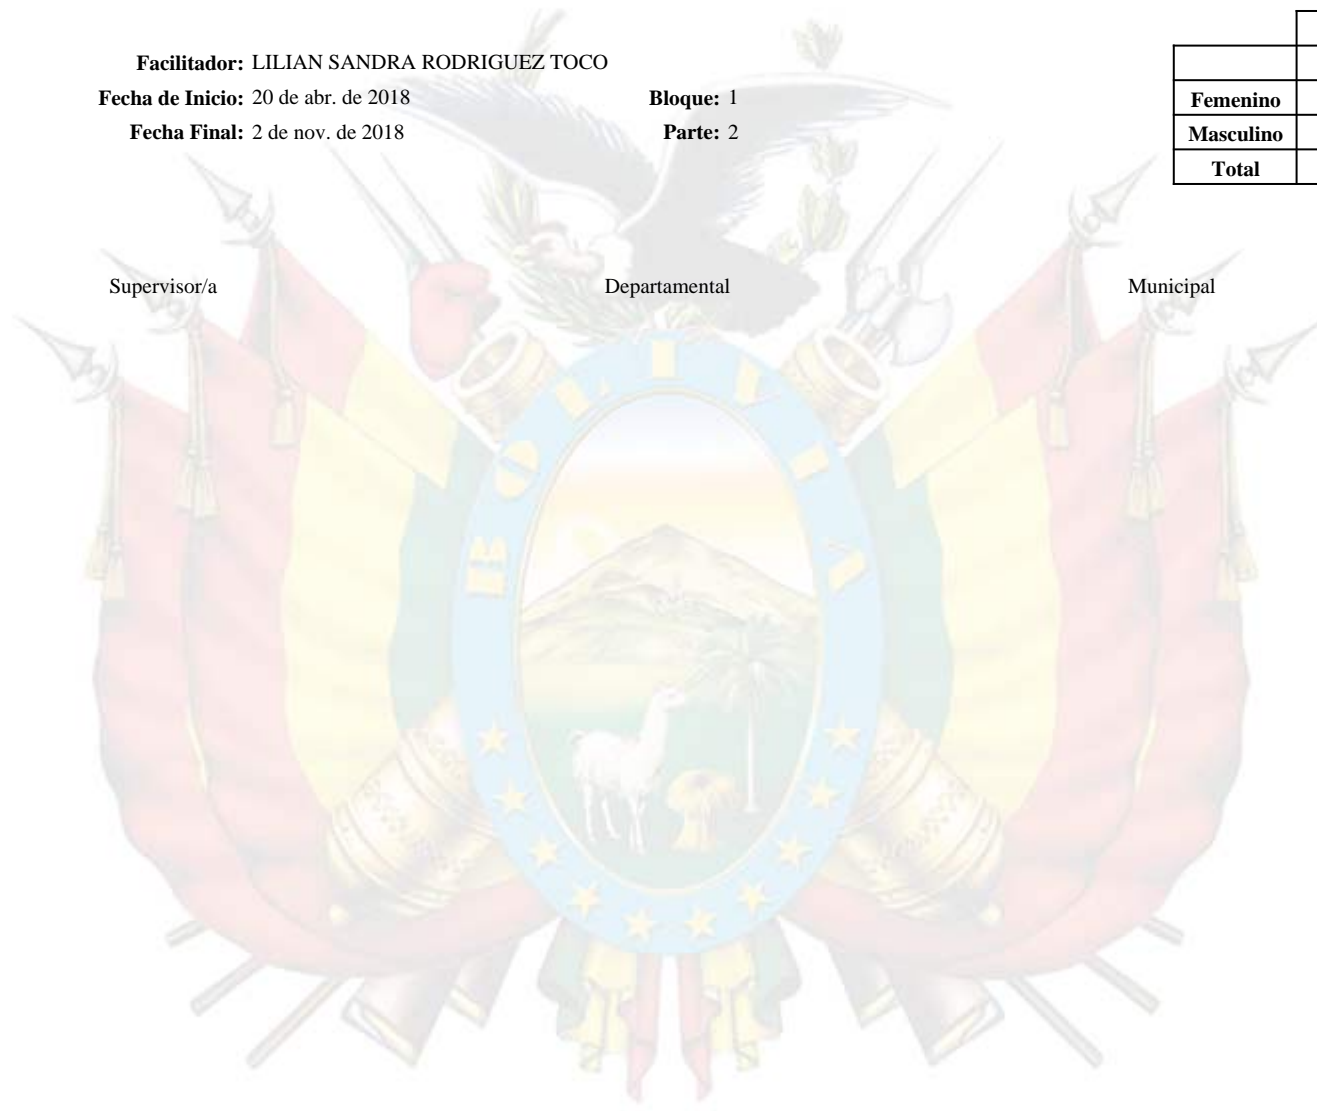 Facilitador: LILIAN SANDRA RODRIGUEZ TOCO
Fecha de Inicio: 20 de abr. de 2018 Bloque: 1
Fecha Final: 2 de nov. de 2018 Parte: 2
Femenino
Masculino
Total
Supervisor/a Departamental Municipal
BOLIVIA